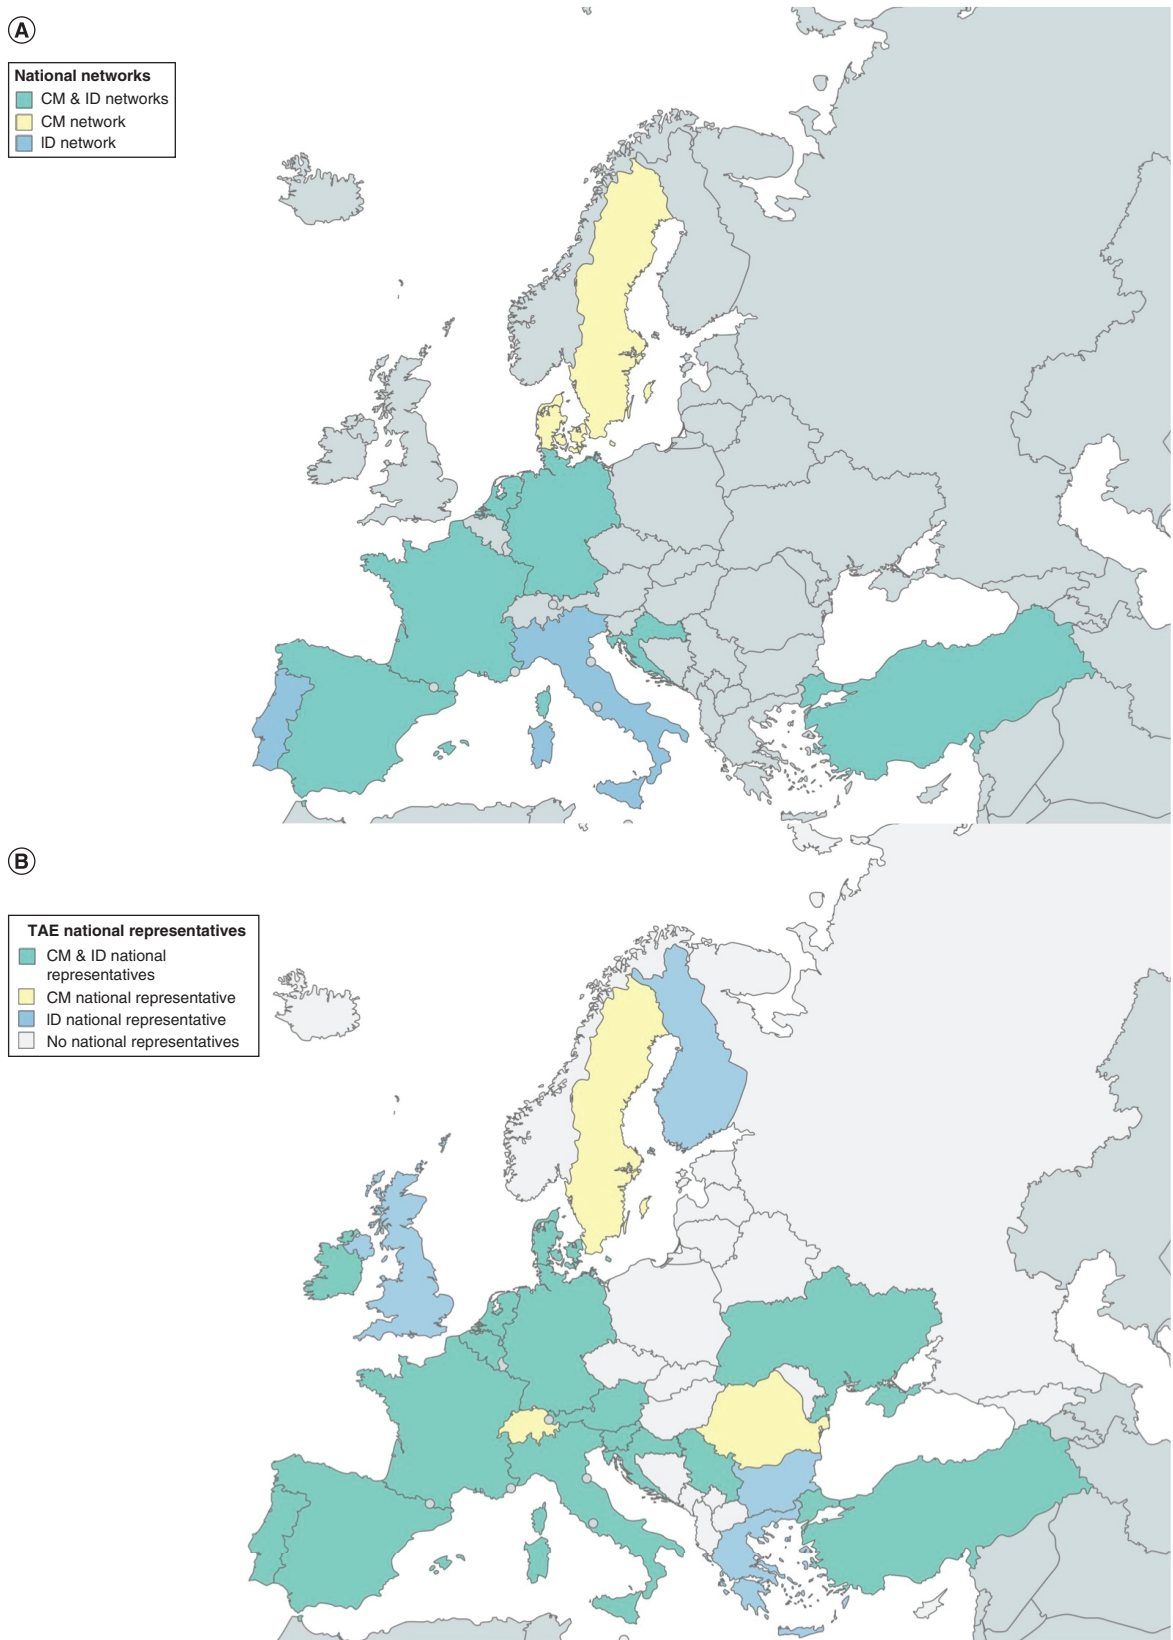 A
National networks
CM & ID networks
CM network
ID network
B
TAE national representatives
CM & ID national
representatives
CM national representative
ID national representative
No national representatives